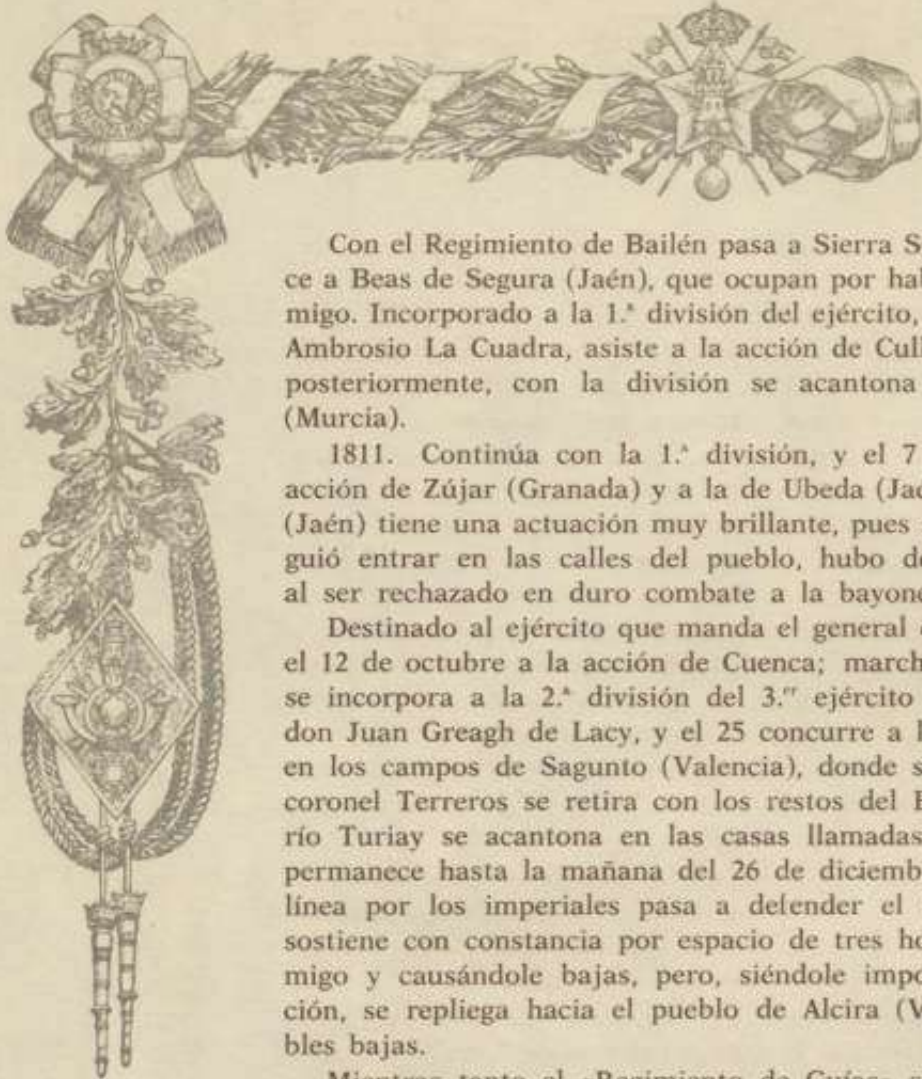 Con el Regimiento de Bailén pasa a Sierra S
ce a Beas de Segura (Jaén), que ocupan por hab
migo. Incorporado a la 1.ª división del ejército,
Ambrosio La Cuadra, asiste a la acción de Cull
posteriormente, con la división se acantona
(Murcia).
1811. Continúa con la 1.ª división, y el 7
acción de Zújar (Granada) y a la de Ubeda (Jaé
(Jaén) tiene una actuación muy brillante, pues
guió entrar en las calles del pueblo, hubo de
al ser rechazado en duro combate a la bayone
Destinado al ejército que manda el general
el 12 de octubre a la acción de Cuenca; march
se incorpora a la 2.ª división del 3.er ejército
don Juan Greagh de Lacy, y el 25 concurre a l
en los campos de Sagunto (Valencia), donde s
coronel Terreros se retira con los restos del
río Turiay se acantona en las casas llamadas
permanece hasta la mañana del 26 de diciemb
línea por los imperiales pasa a defender el
sostiene con constancia por espacio de tres ho
migo y causándole bajas, pero, siéndole impo
ción, se repliega hacia el pueblo de Alcira (V
bles bajas.
Mientras tanto el «Regimiento de